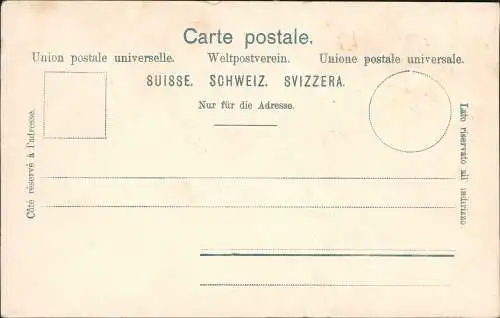 Carte postale.
Union postale universelle. Weltpostverein. Unione postale universale.
SUISSE. SCHWEIZ. SVIZZERA.
Nur für die Adresse.
Côté réservé à l'adresse.
Lato riservato all' indirizzo